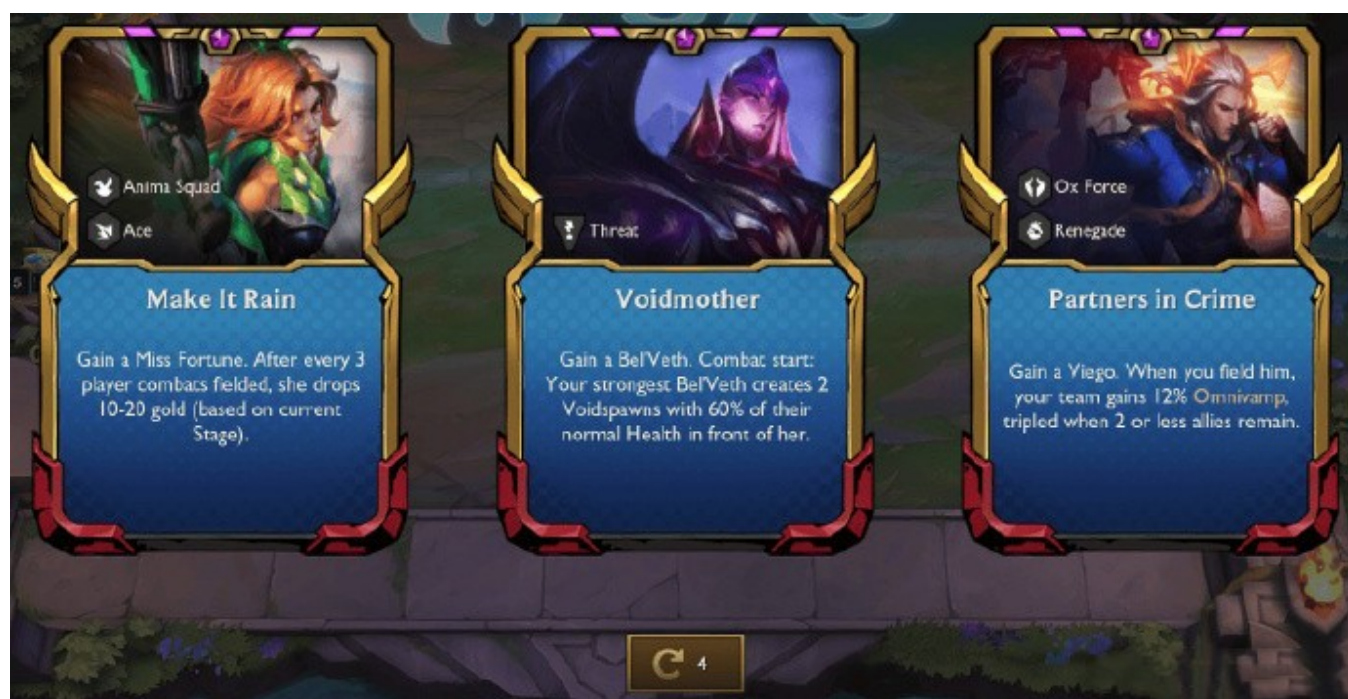 Anima Squad
Ace
Make It Rain
Gain a Miss Fortune. After every 3
player combats fielded, she drops
10-20 gold (based on current
Stage).
Threat
Voidmother
Gain a Bel'Veth. Combat start:
Your strongest Bel'Veth creates 2
Voidspawns with 60% of their
normal Health in front of her.
Ox Force
Renegade
Partners in Crime
Gain a Viego. When you field him,
your team gains 12% Omnivamp,
tripled when 2 or less allies remain.
5
4